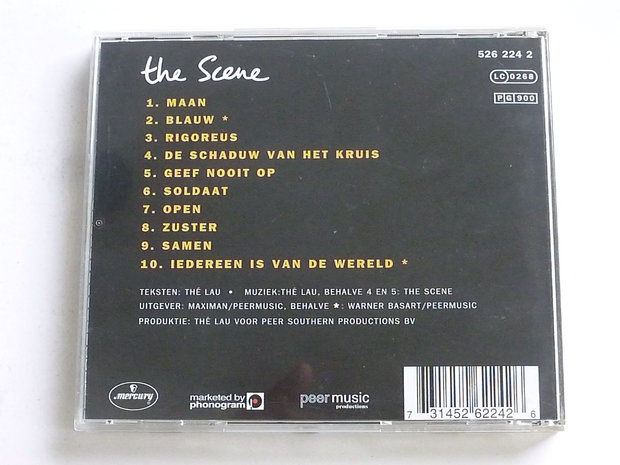 526 224 2
the Scene
LC 0268
PG 900
1. MAAN
2. BLAUW *
3. RIGOREUS
4. DE SCHADUW VAN HET KRUIS
5. GEEF NOOIT OP
6. SOLDAAT
7. OPEN
8. ZUSTER
9. SAMEN
10. IEDEREEN IS VAN DE WERELD *
TEKSTEN: THÉ LAU • MUZIEK:THÉ LAU, BEHALVE 4 EN 5: THE SCENE
UITGEVER: MAXIMAN/PEERMUSIC, BEHALVE *: WARNER BASART/PEERMUSIC
PRODUKTIE: THÉ LAU VOOR PEER SOUTHERN PRODUCTIONS BV
mercury
marketed by
phonogram
peermusic
productions
7 31452 62242 6